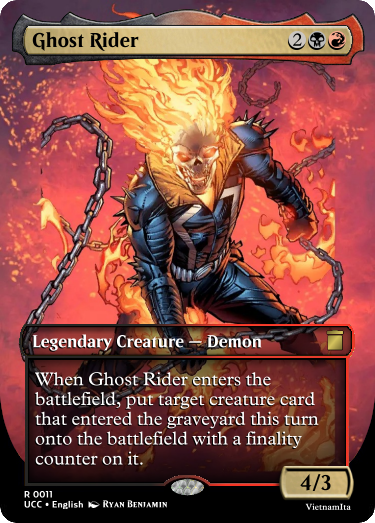 Ghost Rider 2
Legendary Creature — Demon
When Ghost Rider enters the
battlefield, put target creature card
that entered the graveyard this turn
onto the battlefield with a finality
counter on it.
4/3
R 0011
UCC • English RYAN BENJAMIN
VietnamIta